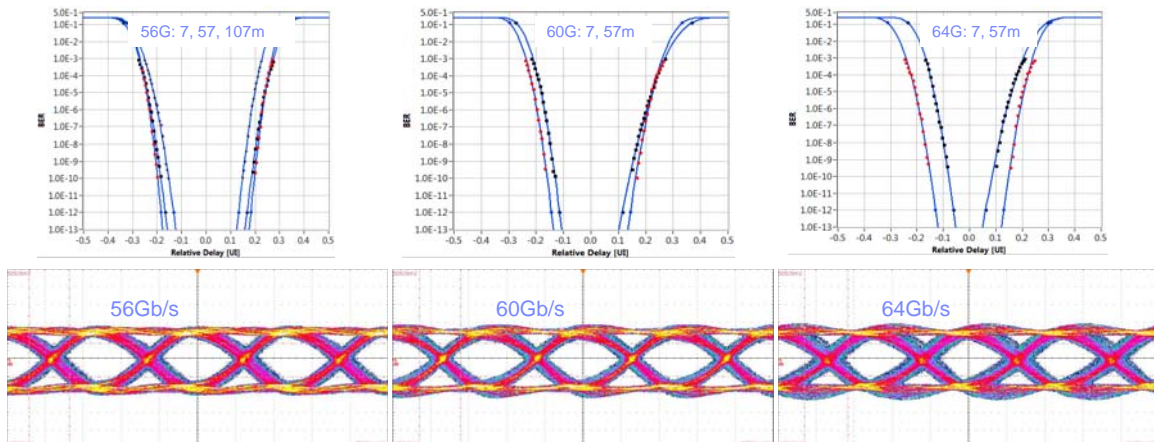 5.0E-1
1.0E-1
1.0E-2
1.0E-3
1.0E-4
1.0E-5
1.0E-6
1.0E-7
1.0E-8
1.0E-9
1.0E-10
1.0E-11
1.0E-12
1.0E-13
BER
56G: 7, 57, 107m
-0.5 -0.4 -0.3 -0.2 -0.1 0.0 0.1 0.2 0.3 0.4 0.5
Relative Delay [UI]
5.0E-1
1.0E-1
1.0E-2
1.0E-3
1.0E-4
1.0E-5
1.0E-6
1.0E-7
1.0E-8
1.0E-9
1.0E-10
1.0E-11
1.0E-12
1.0E-13
BER
60G: 7, 57m
-0.5 -0.4 -0.3 -0.2 -0.1 0.0 0.1 0.2 0.3 0.4 0.5
Relative Delay [UI]
5.0E-1
1.0E-1
1.0E-2
1.0E-3
1.0E-4
1.0E-5
1.0E-6
1.0E-7
1.0E-8
1.0E-9
1.0E-10
1.0E-11
1.0E-12
1.0E-13
BER
64G: 7, 57m
-0.5 -0.4 -0.3 -0.2 -0.1 0.0 0.1 0.2 0.3 0.4 0.5
Relative Delay [UI]
56Gb/s
60Gb/s
64Gb/s